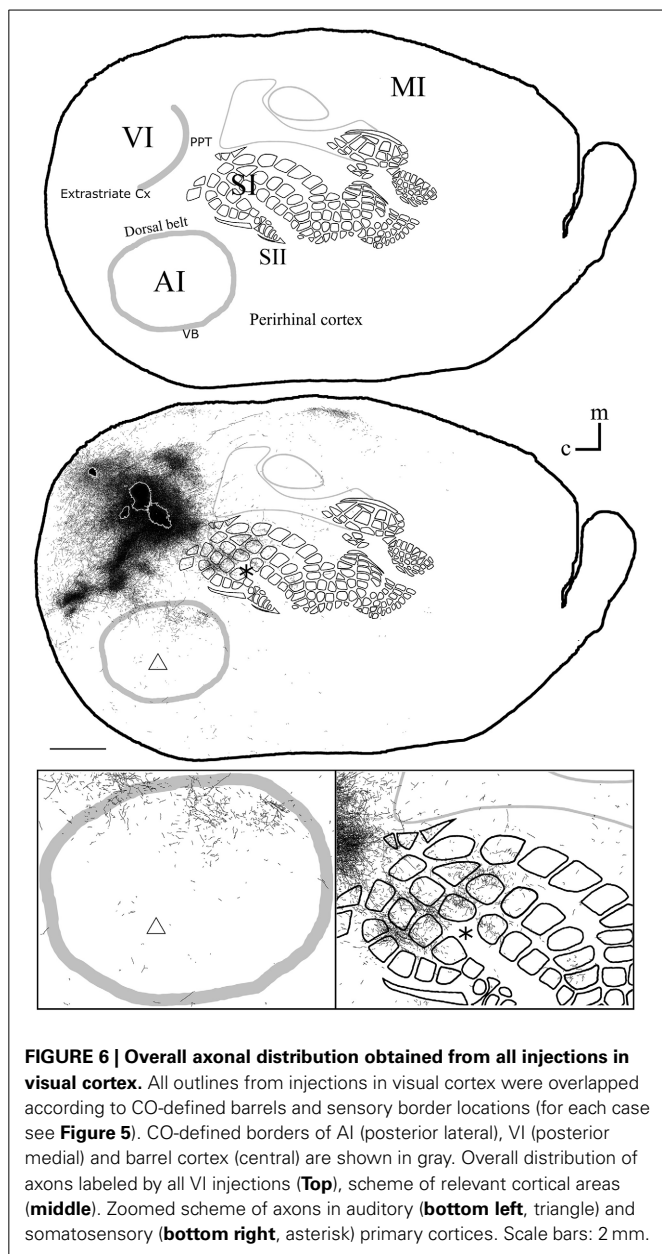 MI
VI
PPT
Extrastriate Cx
SI
Dorsal belt
SII
AI
Perirhinal cortex
VB
m
c
*
△
△
*
FIGURE 6 | Overall axonal distribution obtained from all injections in
visual cortex. All outlines from injections in visual cortex were overlapped
according to CO-defined barrels and sensory border locations (for each case
see Figure 5). CO-defined borders of AI (posterior lateral), VI (posterior
medial) and barrel cortex (central) are shown in gray. Overall distribution of
axons labeled by all VI injections (Top), scheme of relevant cortical areas
(middle). Zoomed scheme of axons in auditory (bottom left, triangle) and
somatosensory (bottom right, asterisk) primary cortices. Scale bars: 2 mm.